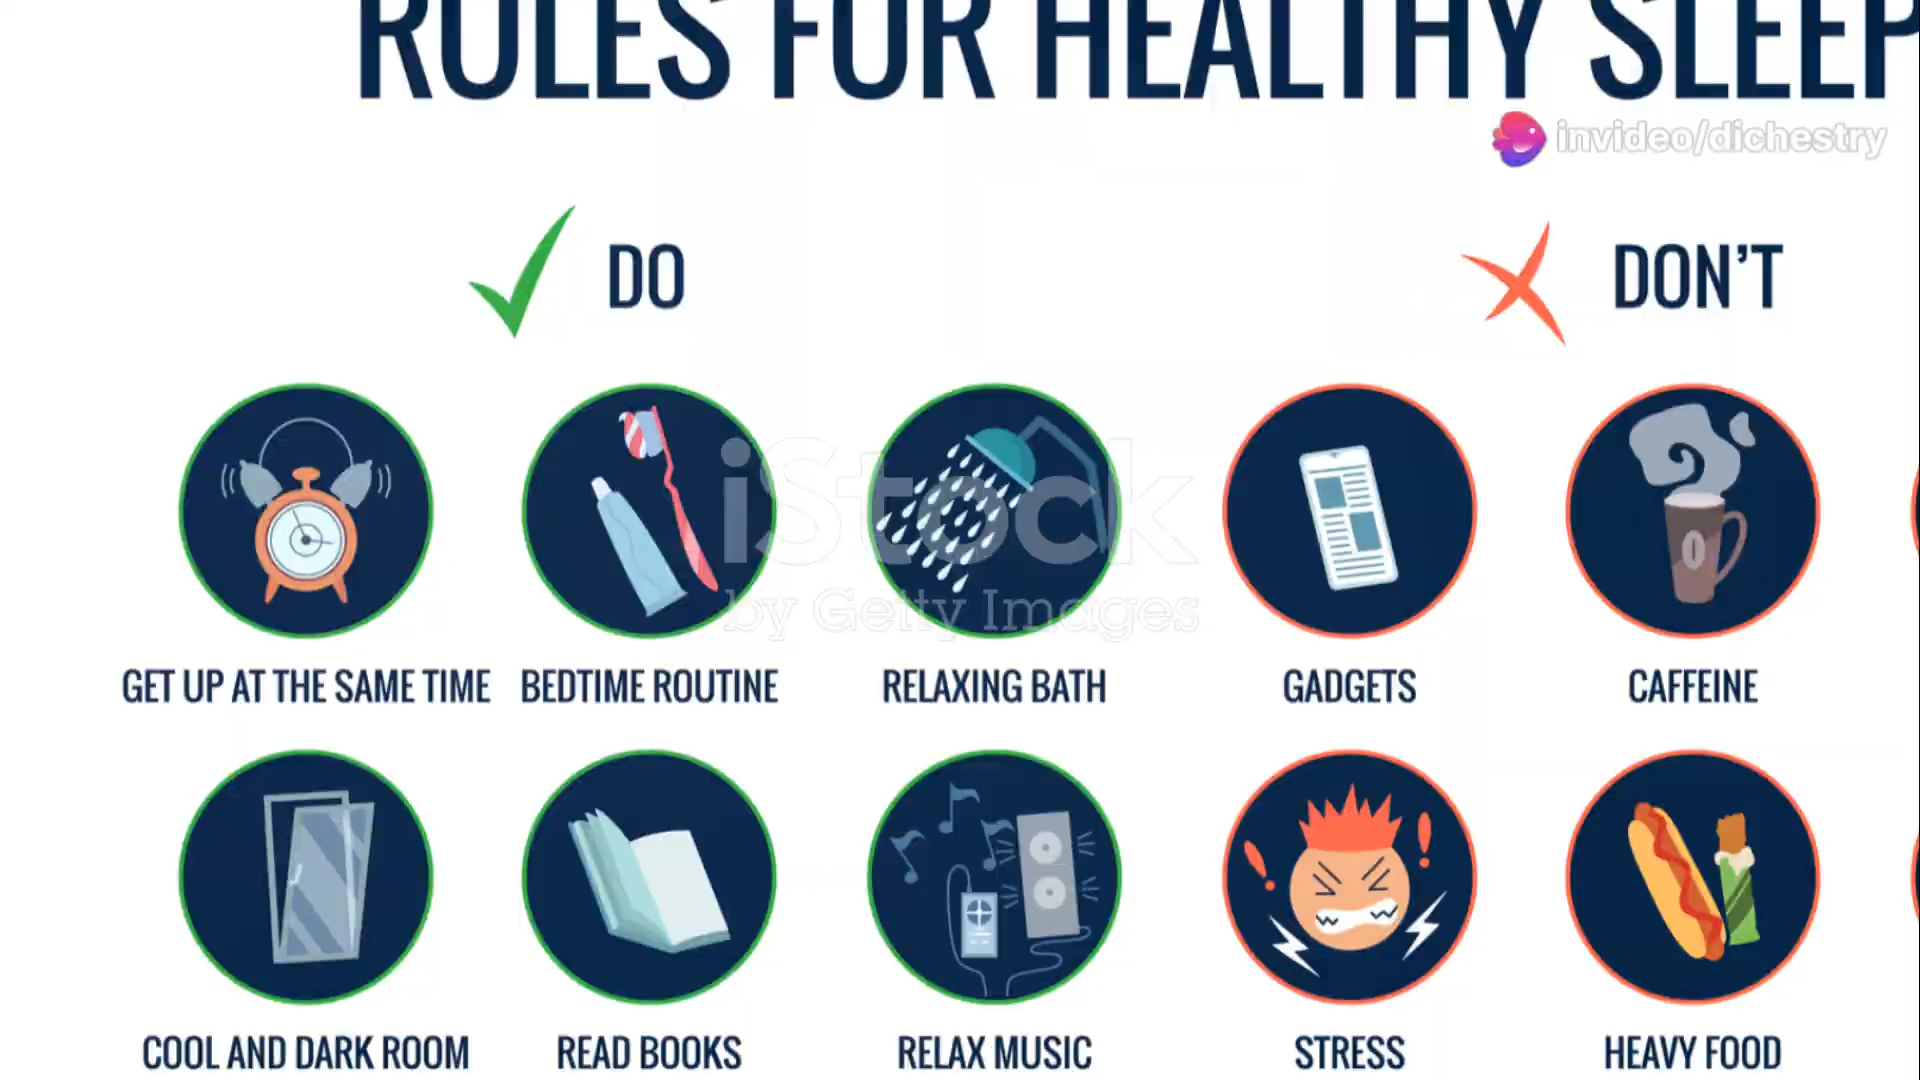 RULES FOR HEALTHY SLEEP
invideo/dichestry
DO
DON'T
iStock
by Getty Images
GET UP AT THE SAME TIME
BEDTIME ROUTINE
RELAXING BATH
GADGETS
CAFFEINE
COOL AND DARK ROOM
READ BOOKS
RELAX MUSIC
STRESS
HEAVY FOOD